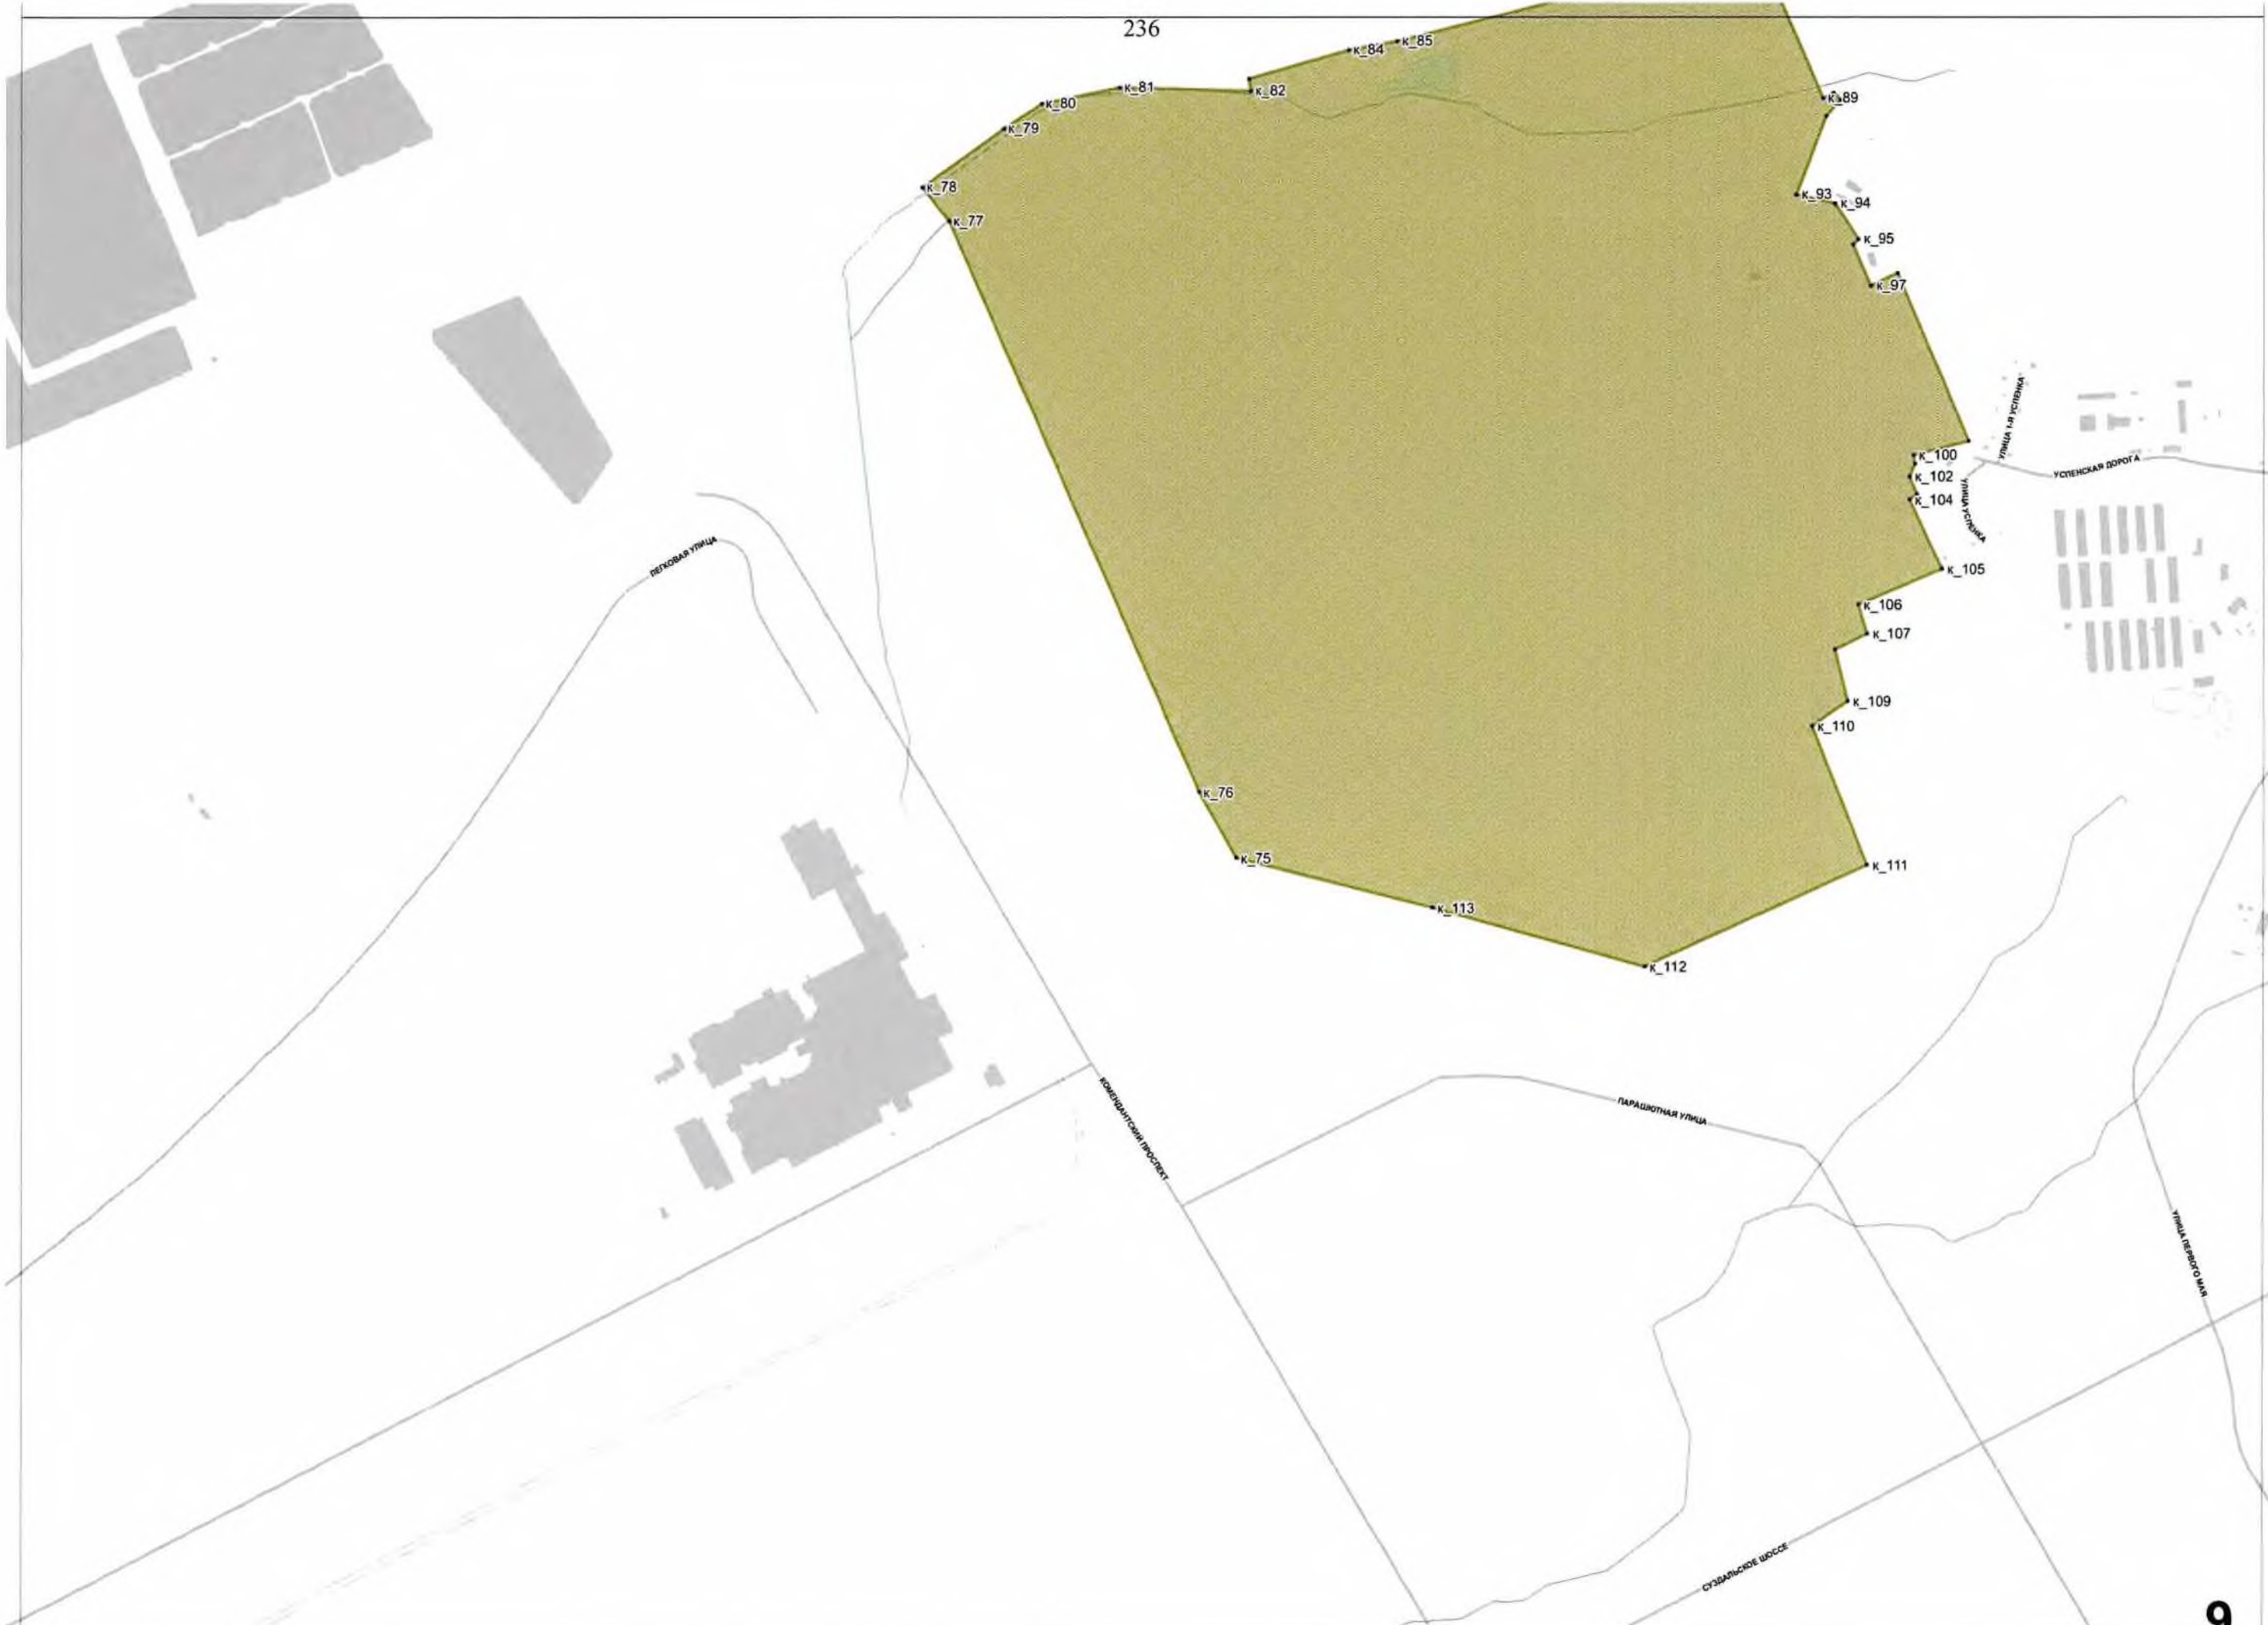 236
к_84
к_85
к_81
к_82
к_80
к_89
к_79
к_78
к_93
к_94
к_77
к_95
к_97
УЛИЦА 1-Я УСПЕНКА
к_100
УСПЕНСКАЯ ДОРОГА
к_102
к_104
УЛИЦА УСПЕНКА
ЛЕГКОВАЯ УЛИЦА
к_105
к_106
к_107
к_109
к_110
к_76
к_75
к_111
к_113
к_112
КОМЕНДАНТСКИЙ ПРОСПЕКТ
ПАРАШЮТНАЯ УЛИЦА
УЛИЦА ПЕРВОГО МАЯ
СУЗДАЛЬСКОЕ ШОССЕ
9